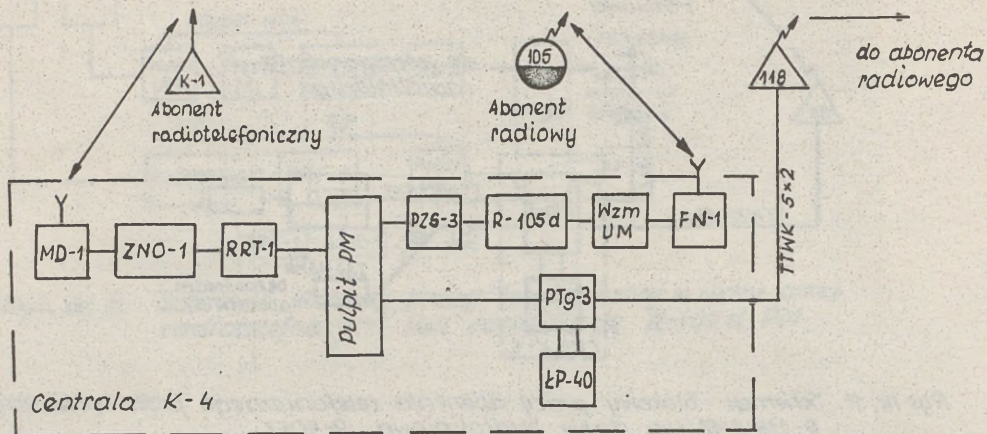 K-1
Abonent
radiotelefoniczny
105
Abonent
radiowy
118
do abonenta
radiowego
MD-1
ZNO-1
RRT-1
Pulpit PM
PZG-3
R-105d
Wzm
UM
FN-1
TTWK-5×2
PTg-3
ŁP-40
Centrala K-4